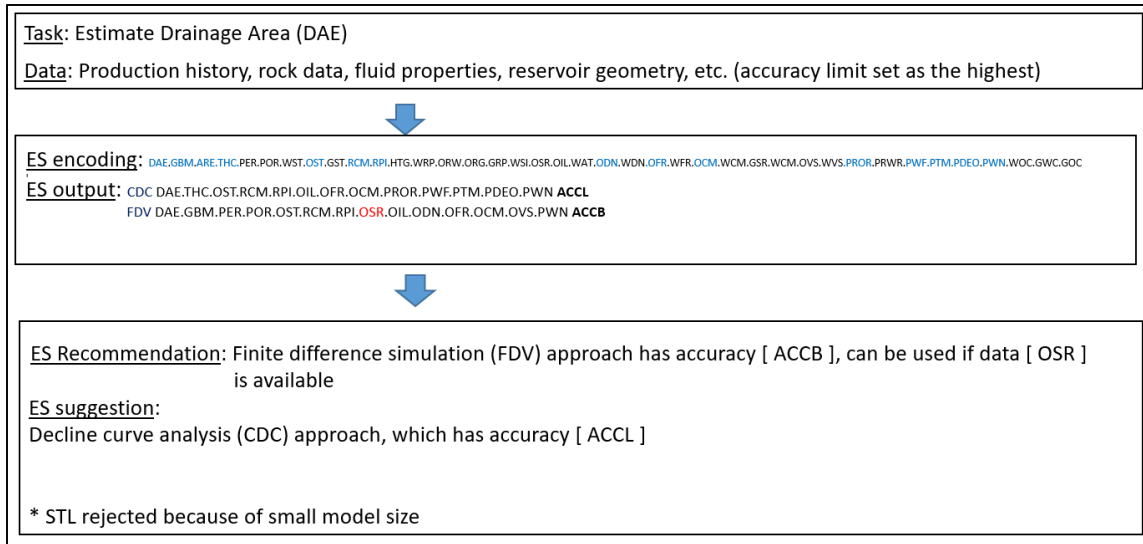 Task: Estimate Drainage Area (DAE)
Data: Production history, rock data, fluid properties, reservoir geometry, etc. (accuracy limit set as the highest)
ES encoding: DAE.GBM.ARE.THC.PER.POR.WST.OST.GST.RCM.RPI.HTG.WRP.ORW.ORG.GRP.WSI.OSR.OIL.WAT.ODN.WDN.OFR.WFR.OCM.WCM.GSR.WCM.OVS.WVS.PROR.PRWR.PWF.PTM.PDEO.PWN.WOC.GWC.GOC
ES output: CDC DAE.THC.OST.RCM.RPI.OIL.OFR.OCM.PROR.PWF.PTM.PDEO.PWN ACCL
FDV DAE.GBM.PER.POR.OST.RCM.RPI.OSR.OIL.ODN.OFR.OCM.OVS.PWN ACCB
ES Recommendation: Finite difference simulation (FDV) approach has accuracy [ ACCB ], can be used if data [ OSR ]
is available
ES suggestion:
Decline curve analysis (CDC) approach, which has accuracy [ ACCL ]
* STL rejected because of small model size